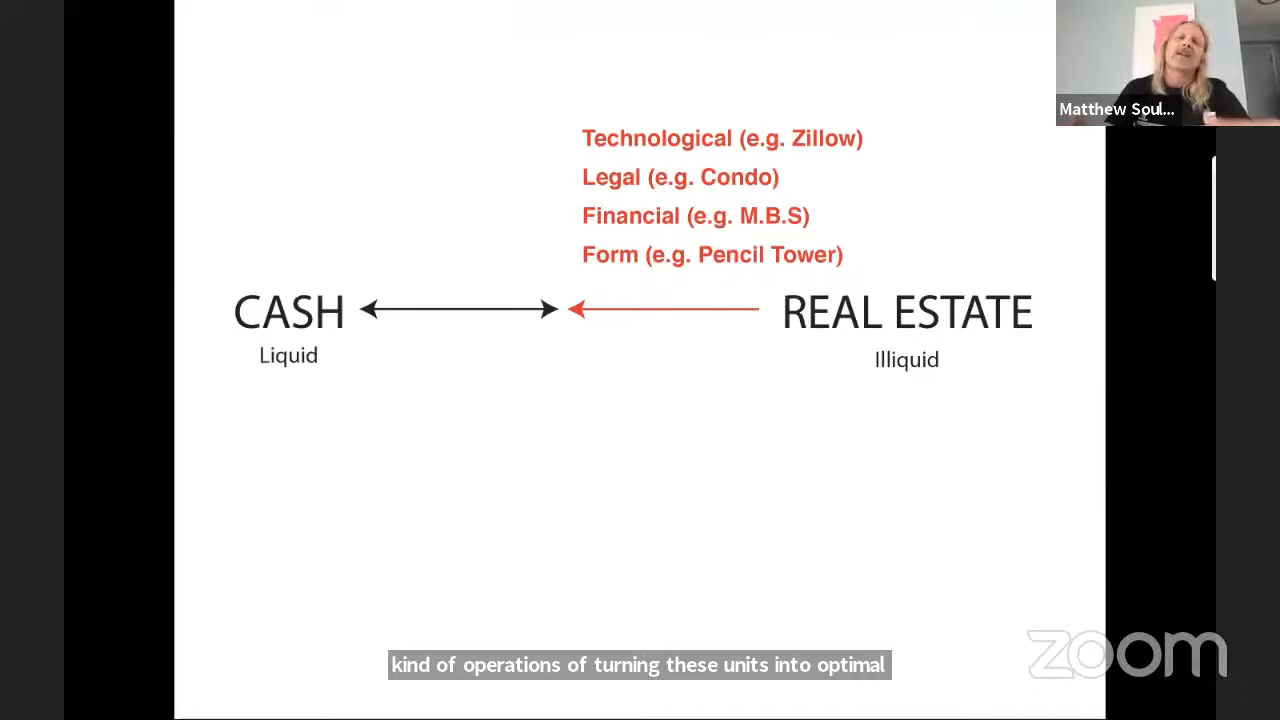 Matthew Soul...
Technological (e.g. Zillow)
Legal (e.g. Condo)
Financial (e.g. M.B.S)
Form (e.g. Pencil Tower)
CASH
REAL ESTATE
Liquid
Illiquid
kind of operations of turning these units into optimal
zoom